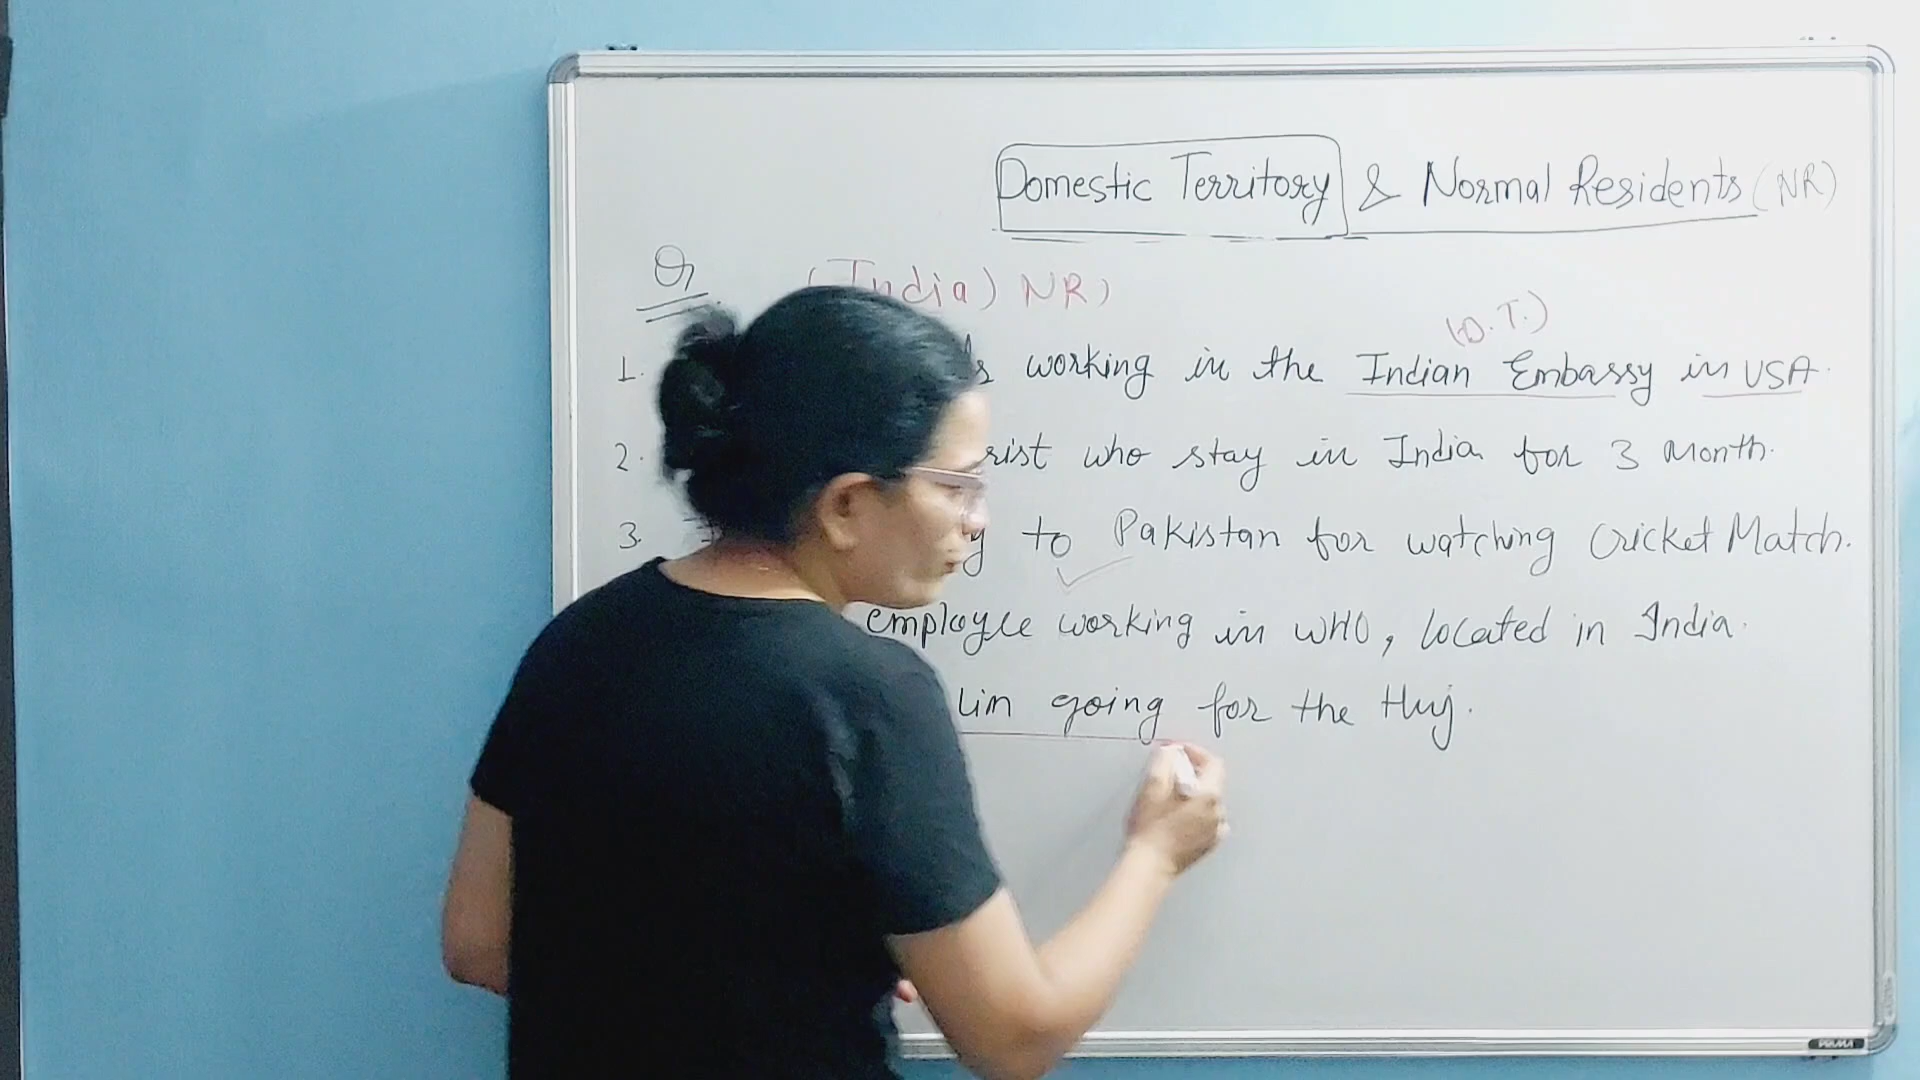 Domestic Territory & Normal Residents (NR)
Q
(India) NR)
(D.T.)
1. working in the Indian Embassy in USA.
2. who stay in India for 3 Month.
3. to Pakistan for watching Cricket Match.
employee working in WHO, located in India.
going for the Huj.
PRIMA